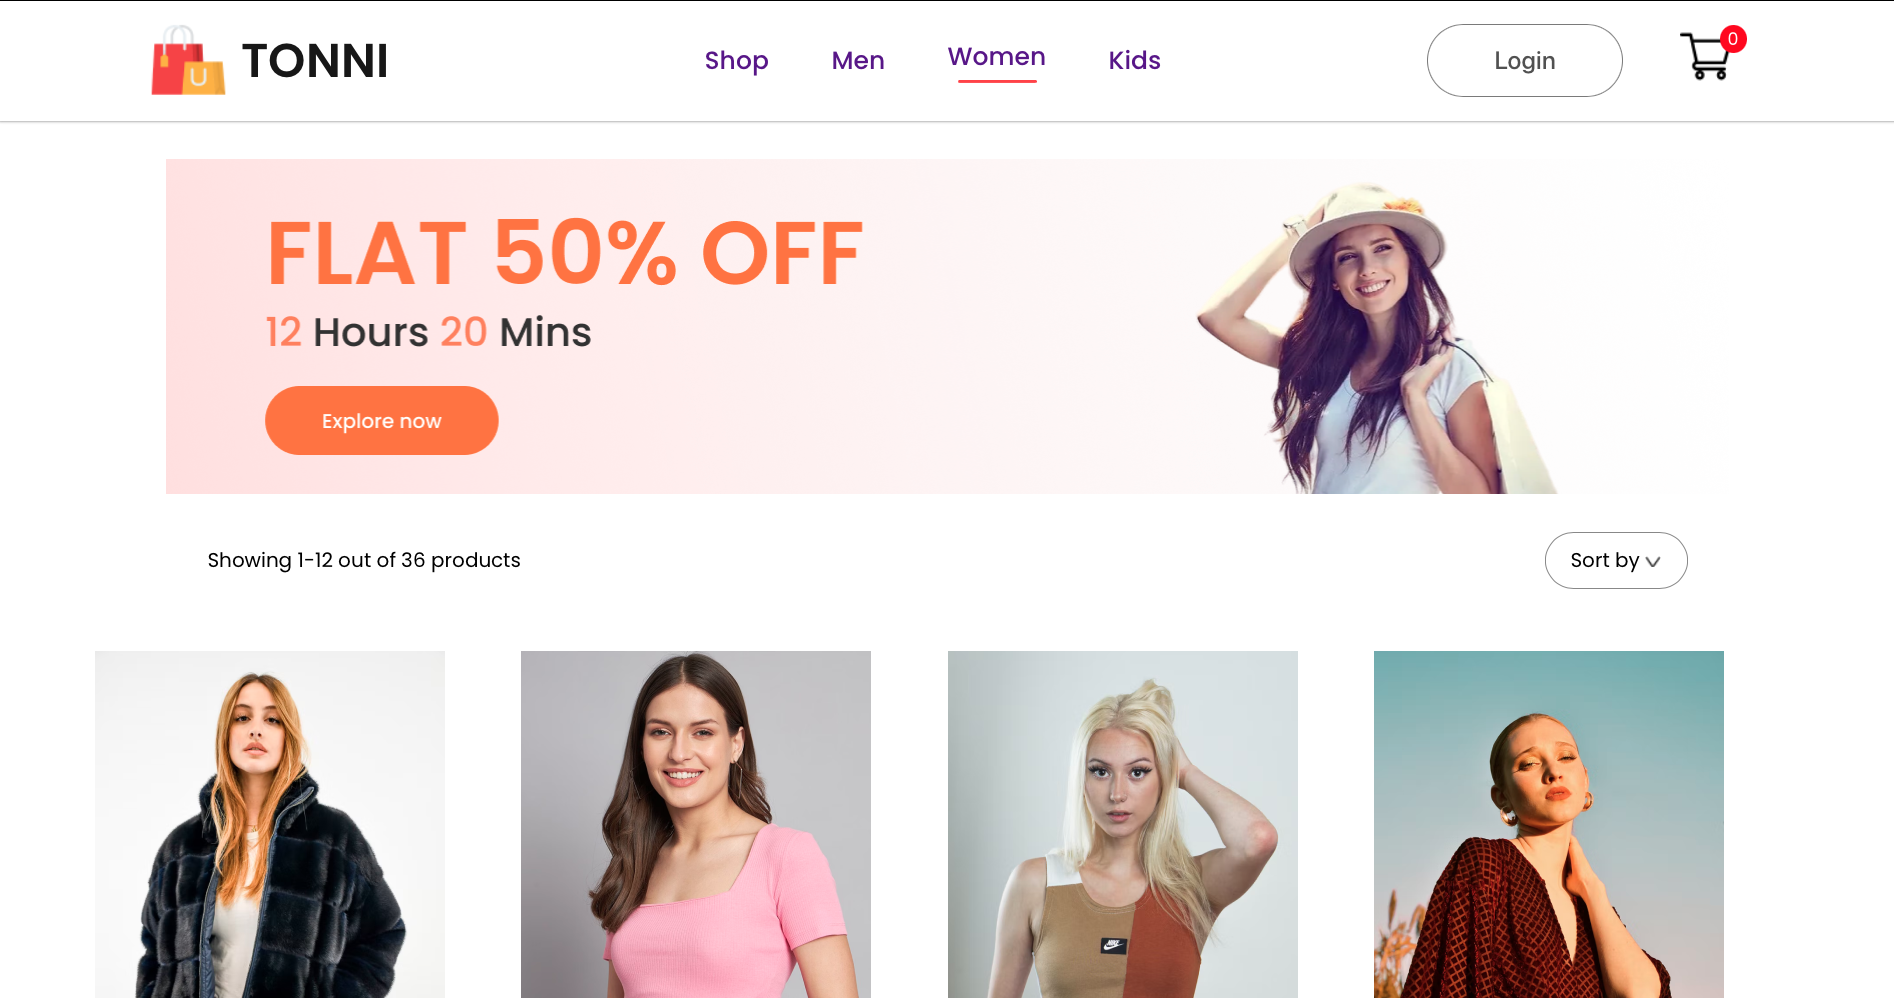 U
TONNI
Shop
Men
Women
Kids
Login
0
FLAT 50% OFF
12 Hours 20 Mins
Explore now
Showing 1-12 out of 36 products
Sort by
NIKE